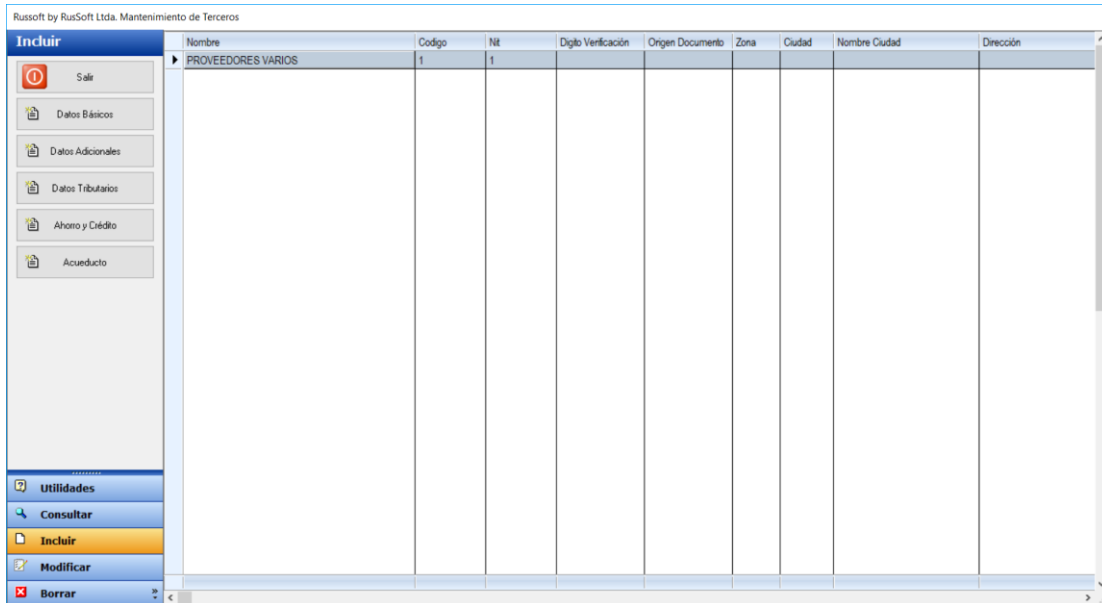 Russoft by RusSoft Ltda. Mantenimiento de Terceros
Incluir
Nombre Codigo Nit Digito Verificación Origen Documento Zona Ciudad Nombre Ciudad Dirección
PROVEEDORES VARIOS 1 1
Salir
Datos Básicos
Datos Adicionales
Datos Tributarios
Ahorro y Crédito
Acueducto
Utilidades
Consultar
Incluir
Modificar
Borrar